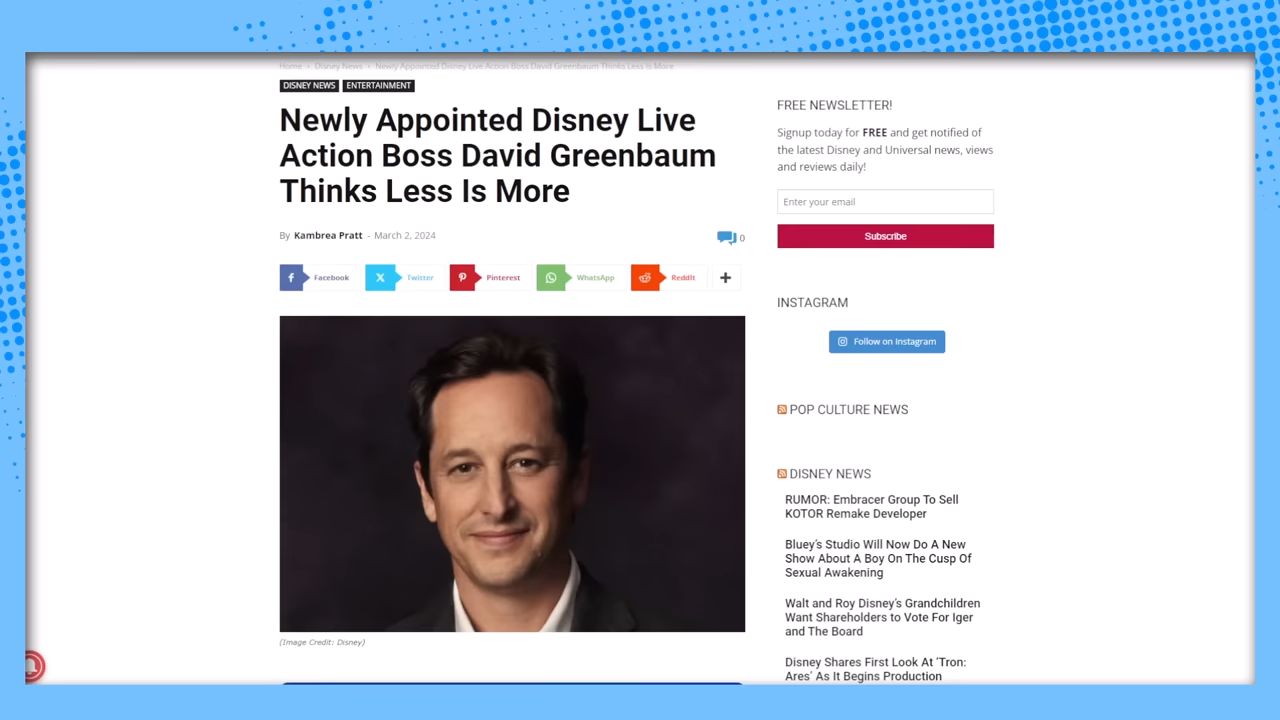 Home › Disney News › Newly Appointed Disney Live Action Boss David Greenbaum Thinks Less Is More
DISNEY NEWS ENTERTAINMENT
Newly Appointed Disney Live
Action Boss David Greenbaum
Thinks Less Is More
By Kambrea Pratt - March 2, 2024
0
Facebook
Twitter
Pinterest
WhatsApp
ReddIt
(Image Credit: Disney)
FREE NEWSLETTER!
Signup today for FREE and get notified of
the latest Disney and Universal news, views
and reviews daily!
Enter your email
Subscribe
INSTAGRAM
Follow on Instagram
POP CULTURE NEWS
DISNEY NEWS
RUMOR: Embracer Group To Sell
KOTOR Remake Developer
Bluey's Studio Will Now Do A New
Show About A Boy On The Cusp Of
Sexual Awakening
Walt and Roy Disney's Grandchildren
Want Shareholders to Vote For Iger
and The Board
Disney Shares First Look At 'Tron:
Ares' As It Begins Production